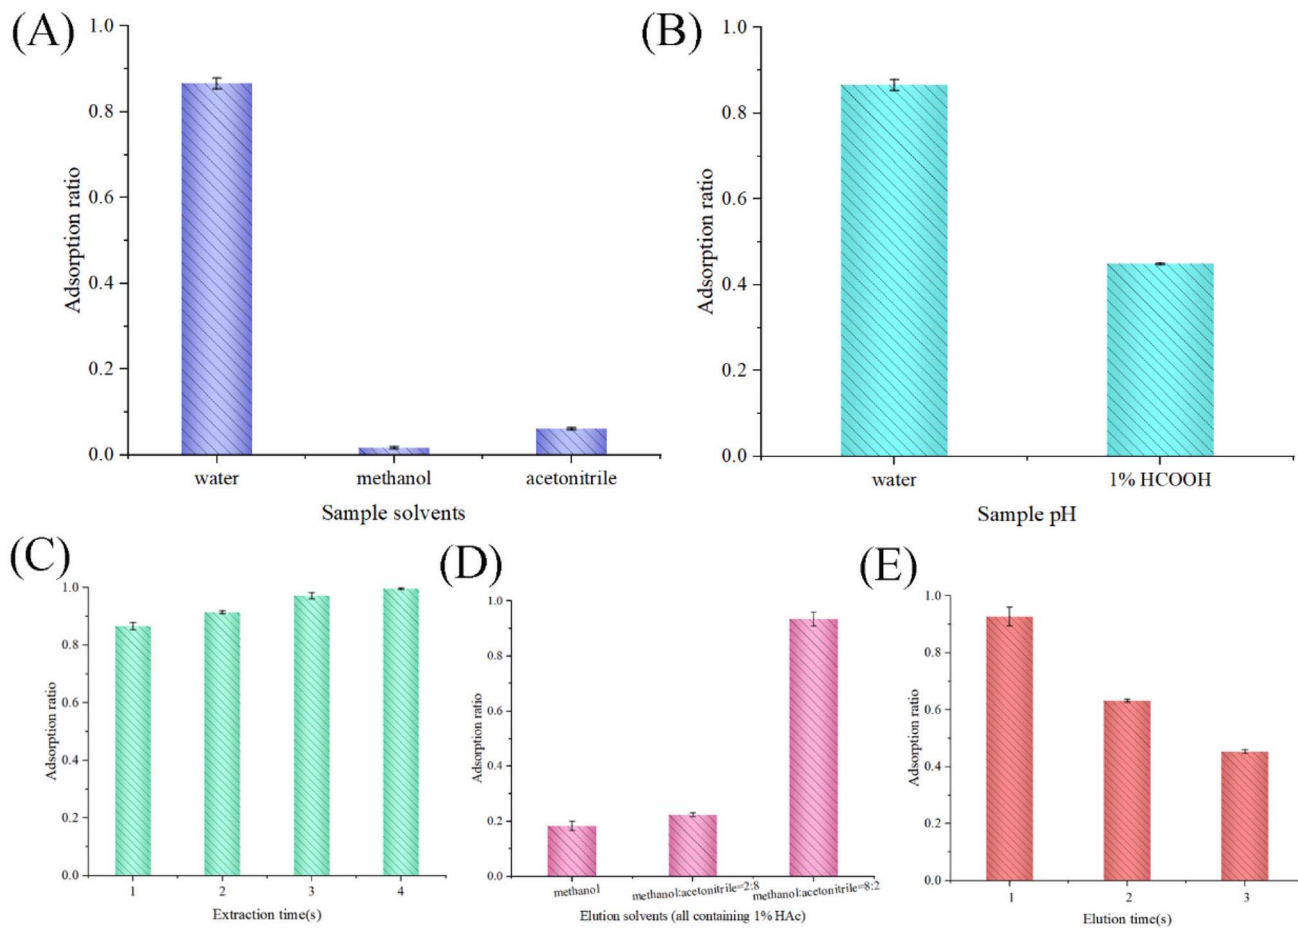 (A)
1.0
0.8
0.6
0.4
0.2
0.0
Adsorption ratio
water methanol acetonitrile
Sample solvents
(B)
1.0
0.8
0.6
0.4
0.2
0.0
Adsorption ratio
water 1% HCOOH
Sample pH
(C)
1.0
0.8
0.6
0.4
0.2
0.0
Adsorption ratio
1 2 3 4
Extraction time(s)
(D)
1.0
0.8
0.6
0.4
0.2
0.0
Adsorption ratio
methanol methanol:acetonitrile=2:8 methanol:acetonitrile=8:2
Elution solvents (all containing 1% HAc)
(E)
1.0
0.8
0.6
0.4
0.2
0.0
Adsorption ratio
1 2 3
Elution time(s)